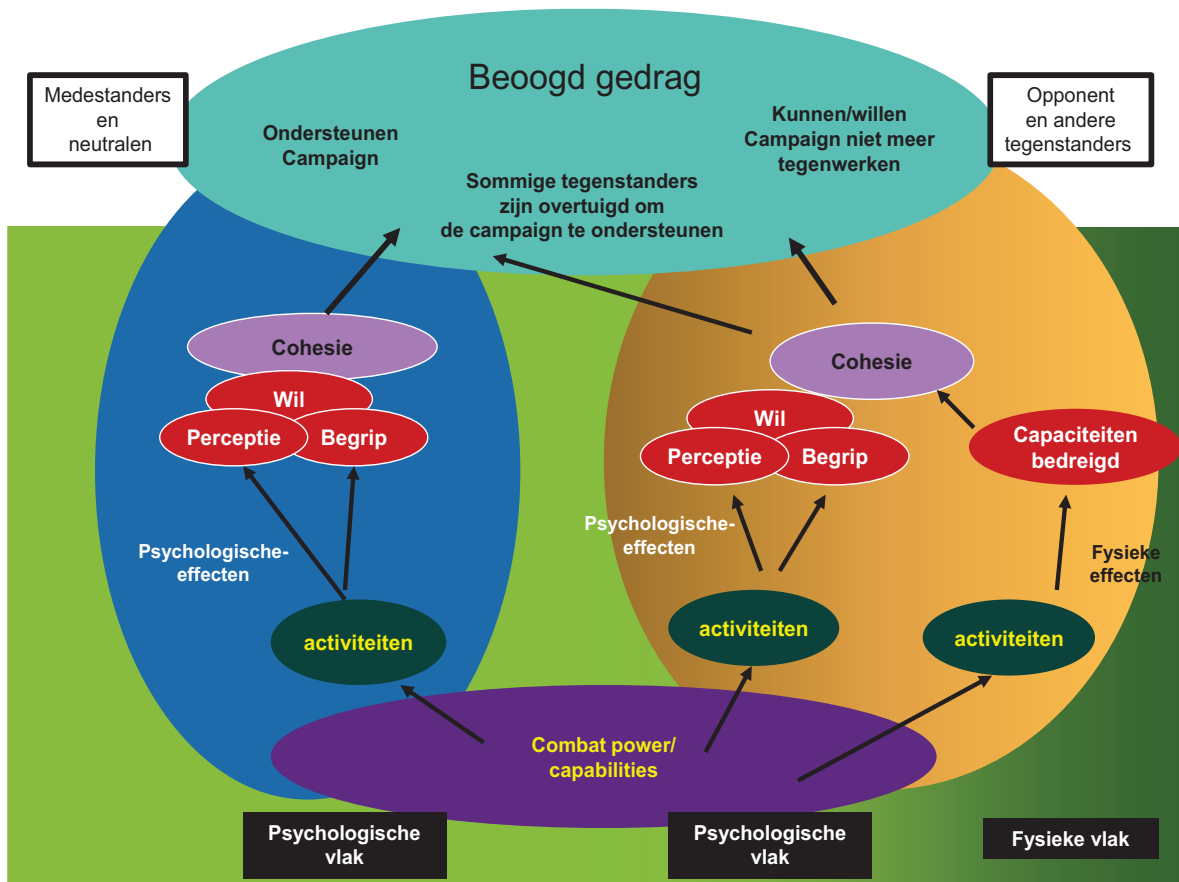 Beoogd gedrag
Medestanders
en
neutralen
Opponent
en andere
tegenstanders
Ondersteunen
Campaign
Kunnen/willen
Campaign niet meer
tegenwerken
Sommige tegenstanders
zijn overtuigd om
de campaign te ondersteunen
Cohesie
Wil
Perceptie
Begrip
Cohesie
Wil
Perceptie
Begrip
Capaciteiten
bedreigd
Psychologische-
effecten
Psychologische-
effecten
Fysieke
effecten
activiteiten
activiteiten
activiteiten
Combat power/
capabilities
Psychologische
vlak
Psychologische
vlak
Fysieke vlak